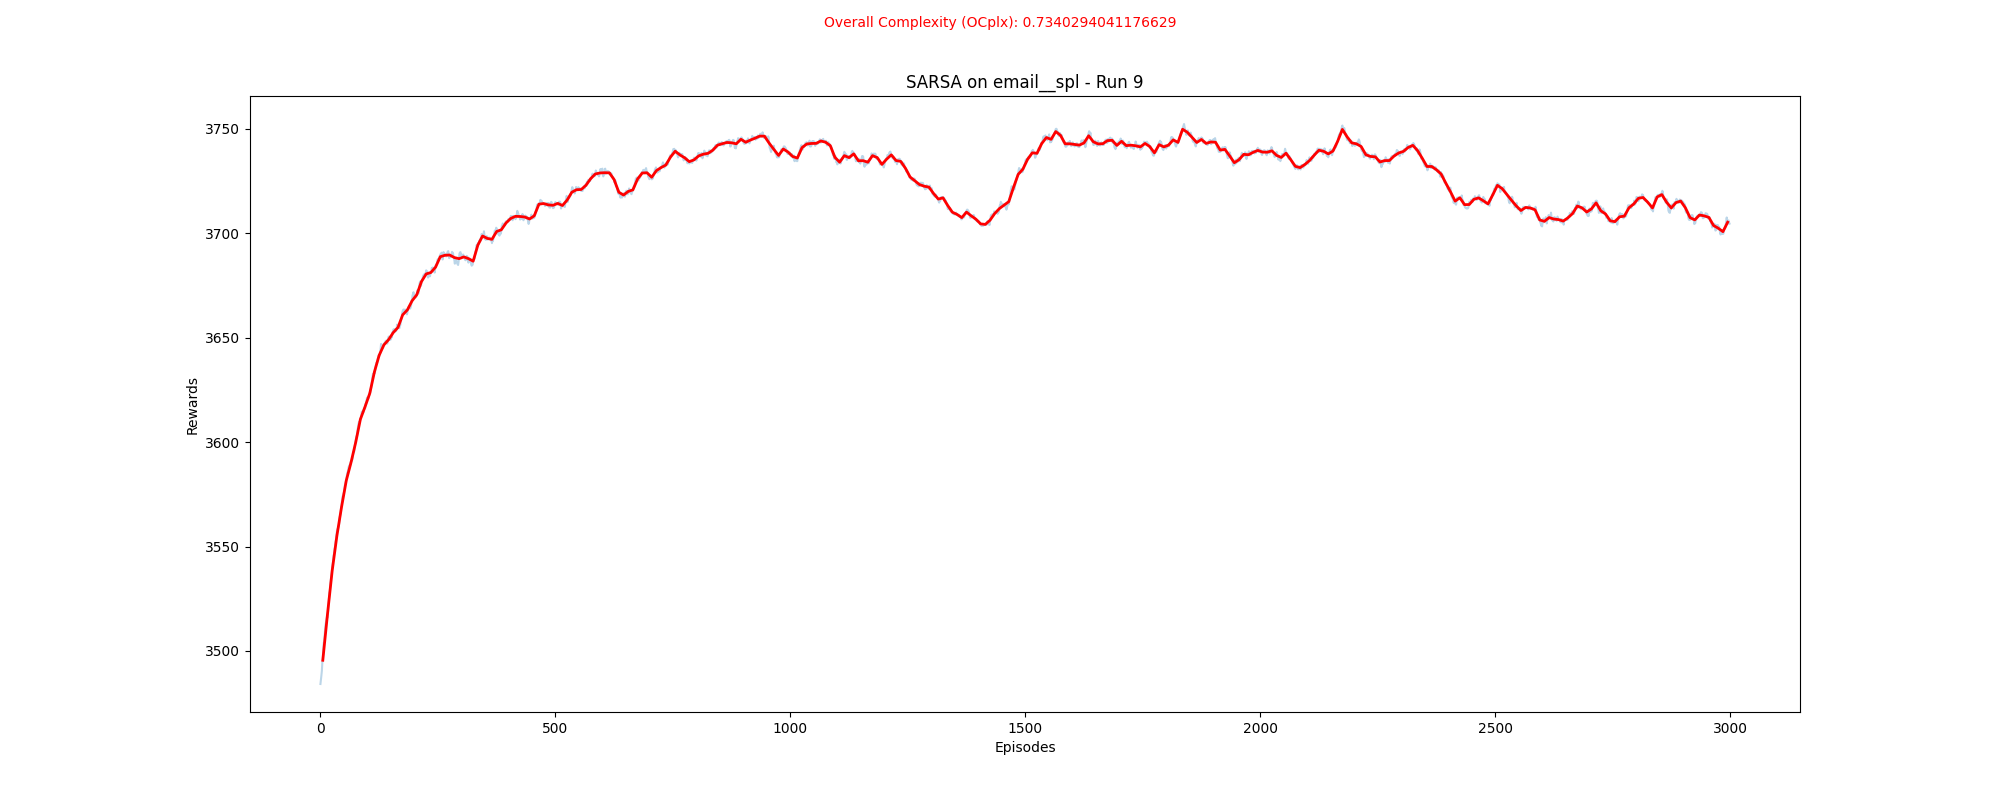 Overall Complexity (OCplx): 0.7340294041176629
SARSA on email__spl - Run 9
3750
3700
3650
3600
3550
3500
Rewards
0 500 1000 1500 2000 2500 3000
Episodes